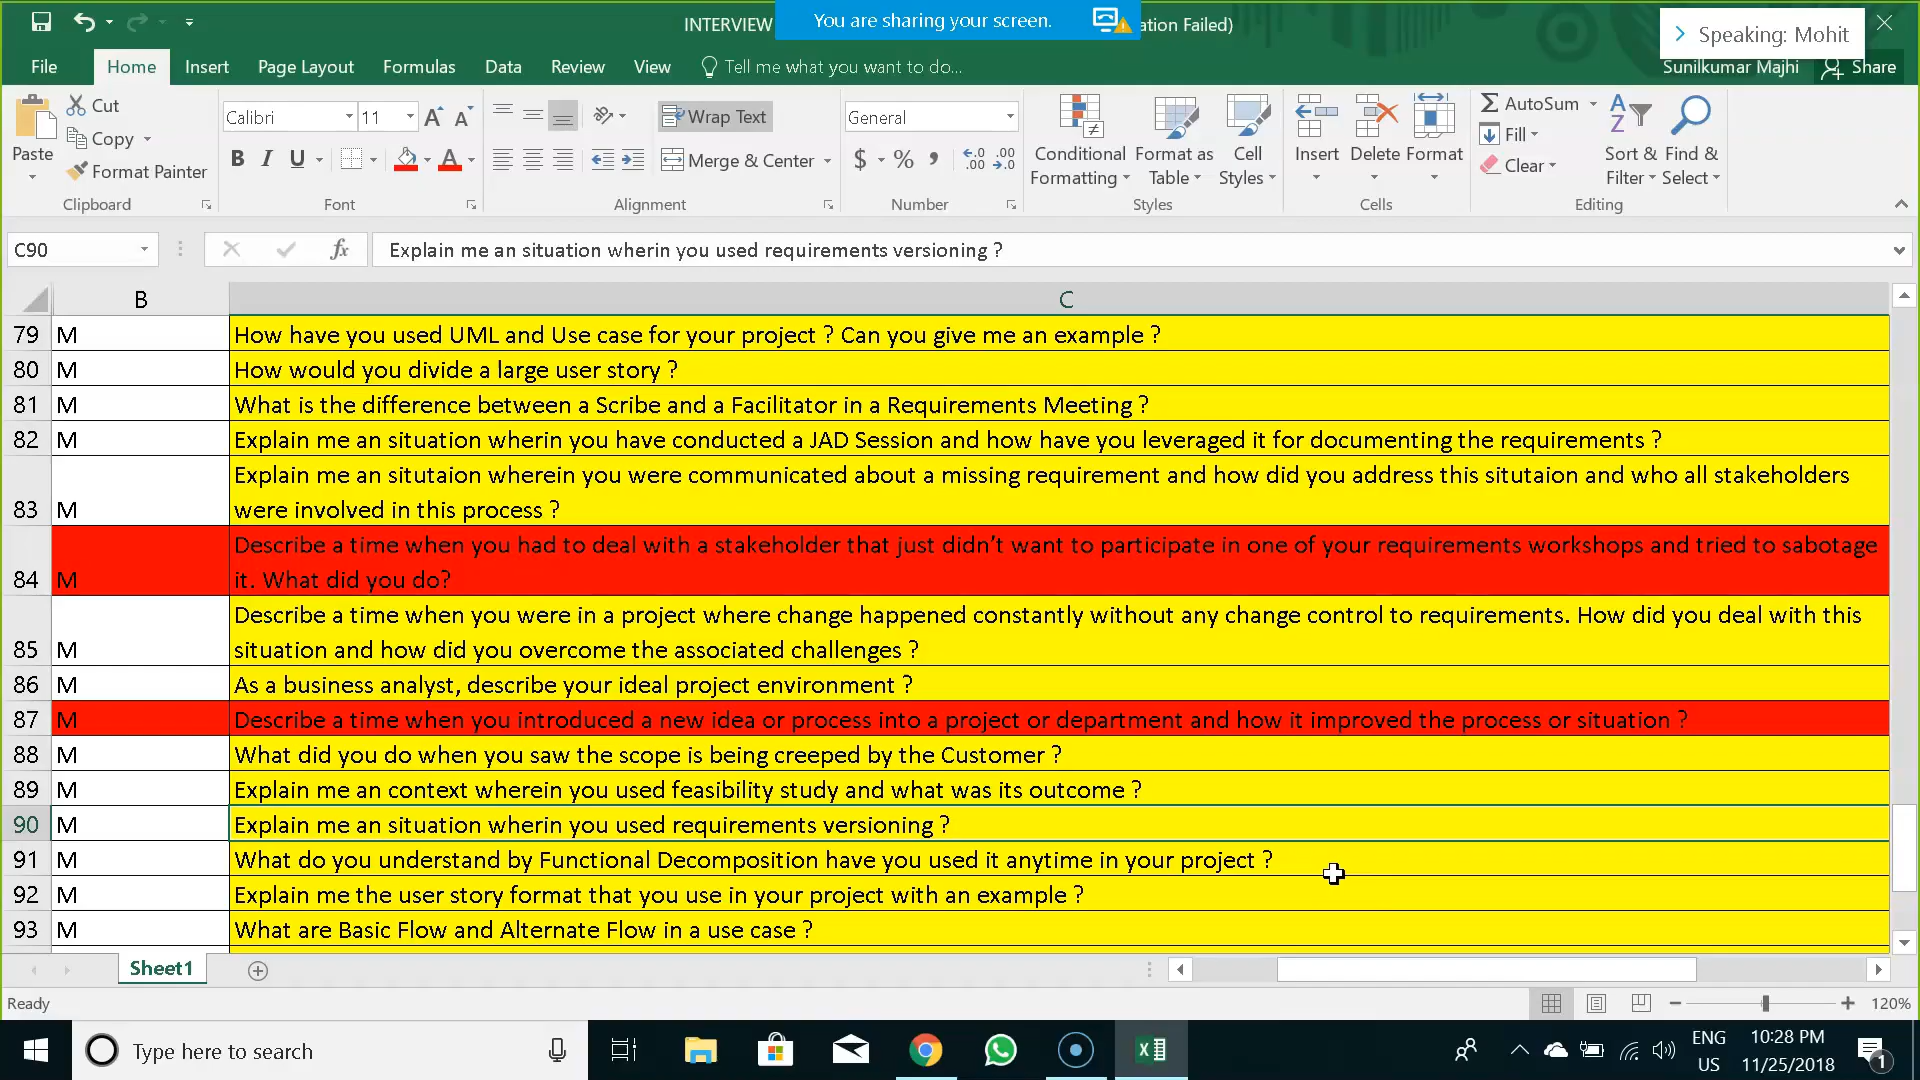 INTERVIEW
You are sharing your screen.
ation Failed)
Speaking: Mohit
File Home Insert Page Layout Formulas Data Review View Tell me what you want to do...
Sunilkumar Majhi Share
Paste
Cut
Copy
Format Painter
Clipboard
Calibri 11
B I U
Font
Wrap Text
Merge & Center
Alignment
General
$ % ,
Number
Conditional Formatting
Format as Table
Cell Styles
Styles
Insert Delete Format
Cells
AutoSum
Fill
Clear
Sort & Filter
Find & Select
Editing
C90 fx Explain me an situation wherin you used requirements versioning ?
B C
79 M How have you used UML and Use case for your project ? Can you give me an example ?
80 M How would you divide a large user story ?
81 M What is the difference between a Scribe and a Facilitator in a Requirements Meeting ?
82 M Explain me an situation wherin you have conducted a JAD Session and how have you leveraged it for documenting the requirements ?
Explain me an situtaion wherein you were communicated about a missing requirement and how did you address this situtaion and who all stakeholders
83 M were involved in this process ?
Describe a time when you had to deal with a stakeholder that just didn't want to participate in one of your requirements workshops and tried to sabotage
84 M it. What did you do?
Describe a time when you were in a project where change happened constantly without any change control to requirements. How did you deal with this
85 M situation and how did you overcome the associated challenges ?
86 M As a business analyst, describe your ideal project environment ?
87 M Describe a time when you introduced a new idea or process into a project or department and how it improved the process or situation ?
88 M What did you do when you saw the scope is being creeped by the Customer ?
89 M Explain me an context wherein you used feasibility study and what was its outcome ?
90 M Explain me an situation wherin you used requirements versioning ?
91 M What do you understand by Functional Decomposition have you used it anytime in your project ?
92 M Explain me the user story format that you use in your project with an example ?
93 M What are Basic Flow and Alternate Flow in a use case ?
Sheet1
Ready
120%
Type here to search
ENG
US
10:28 PM
11/25/2018
1